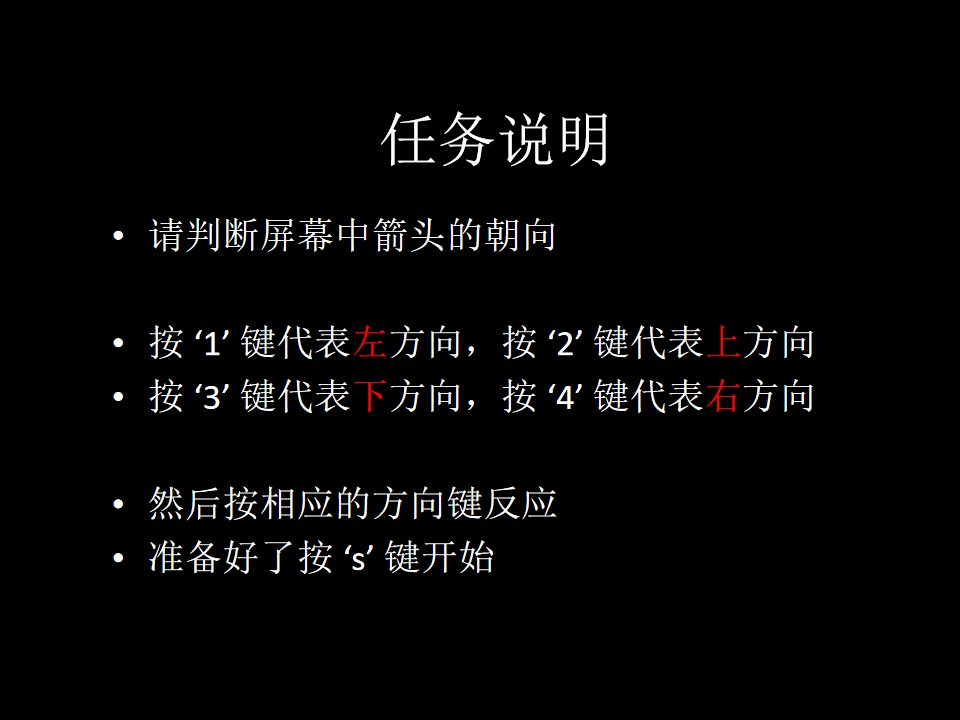 任务说明
• 请判断屏幕中箭头的朝向
• 按 ‘1’ 键代表左方向，按 ‘2’ 键代表上方向
• 按 ‘3’ 键代表下方向，按 ‘4’ 键代表右方向
• 然后按相应的方向键反应
• 准备好了按 ‘s’ 键开始